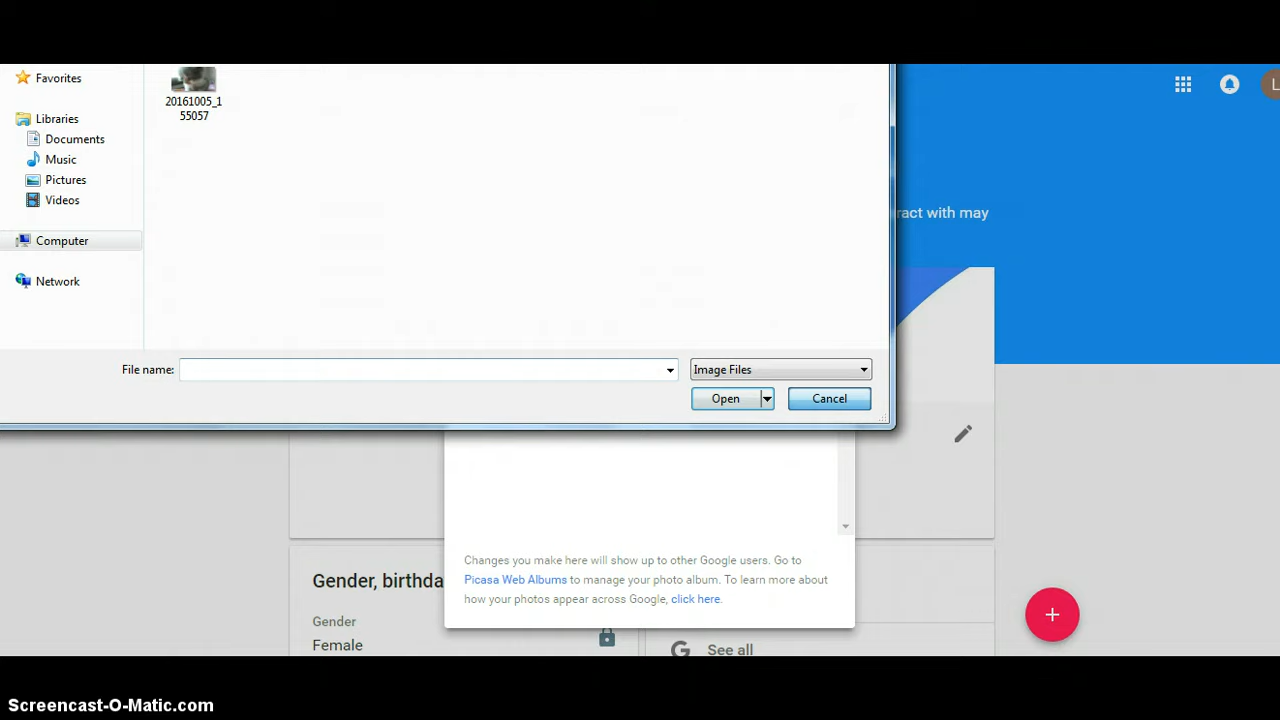 Favorites
20161005_1
55057
Libraries
Documents
Music
Pictures
Videos
Computer
Network
File name:
Image Files
Open
Cancel
L
ract with may
Changes you make here will show up to other Google users. Go to
Picasa Web Albums to manage your photo album. To learn more about
how your photos appear across Google, click here.
Gender, birthda
Gender
Female
See all
Screencast-O-Matic.com